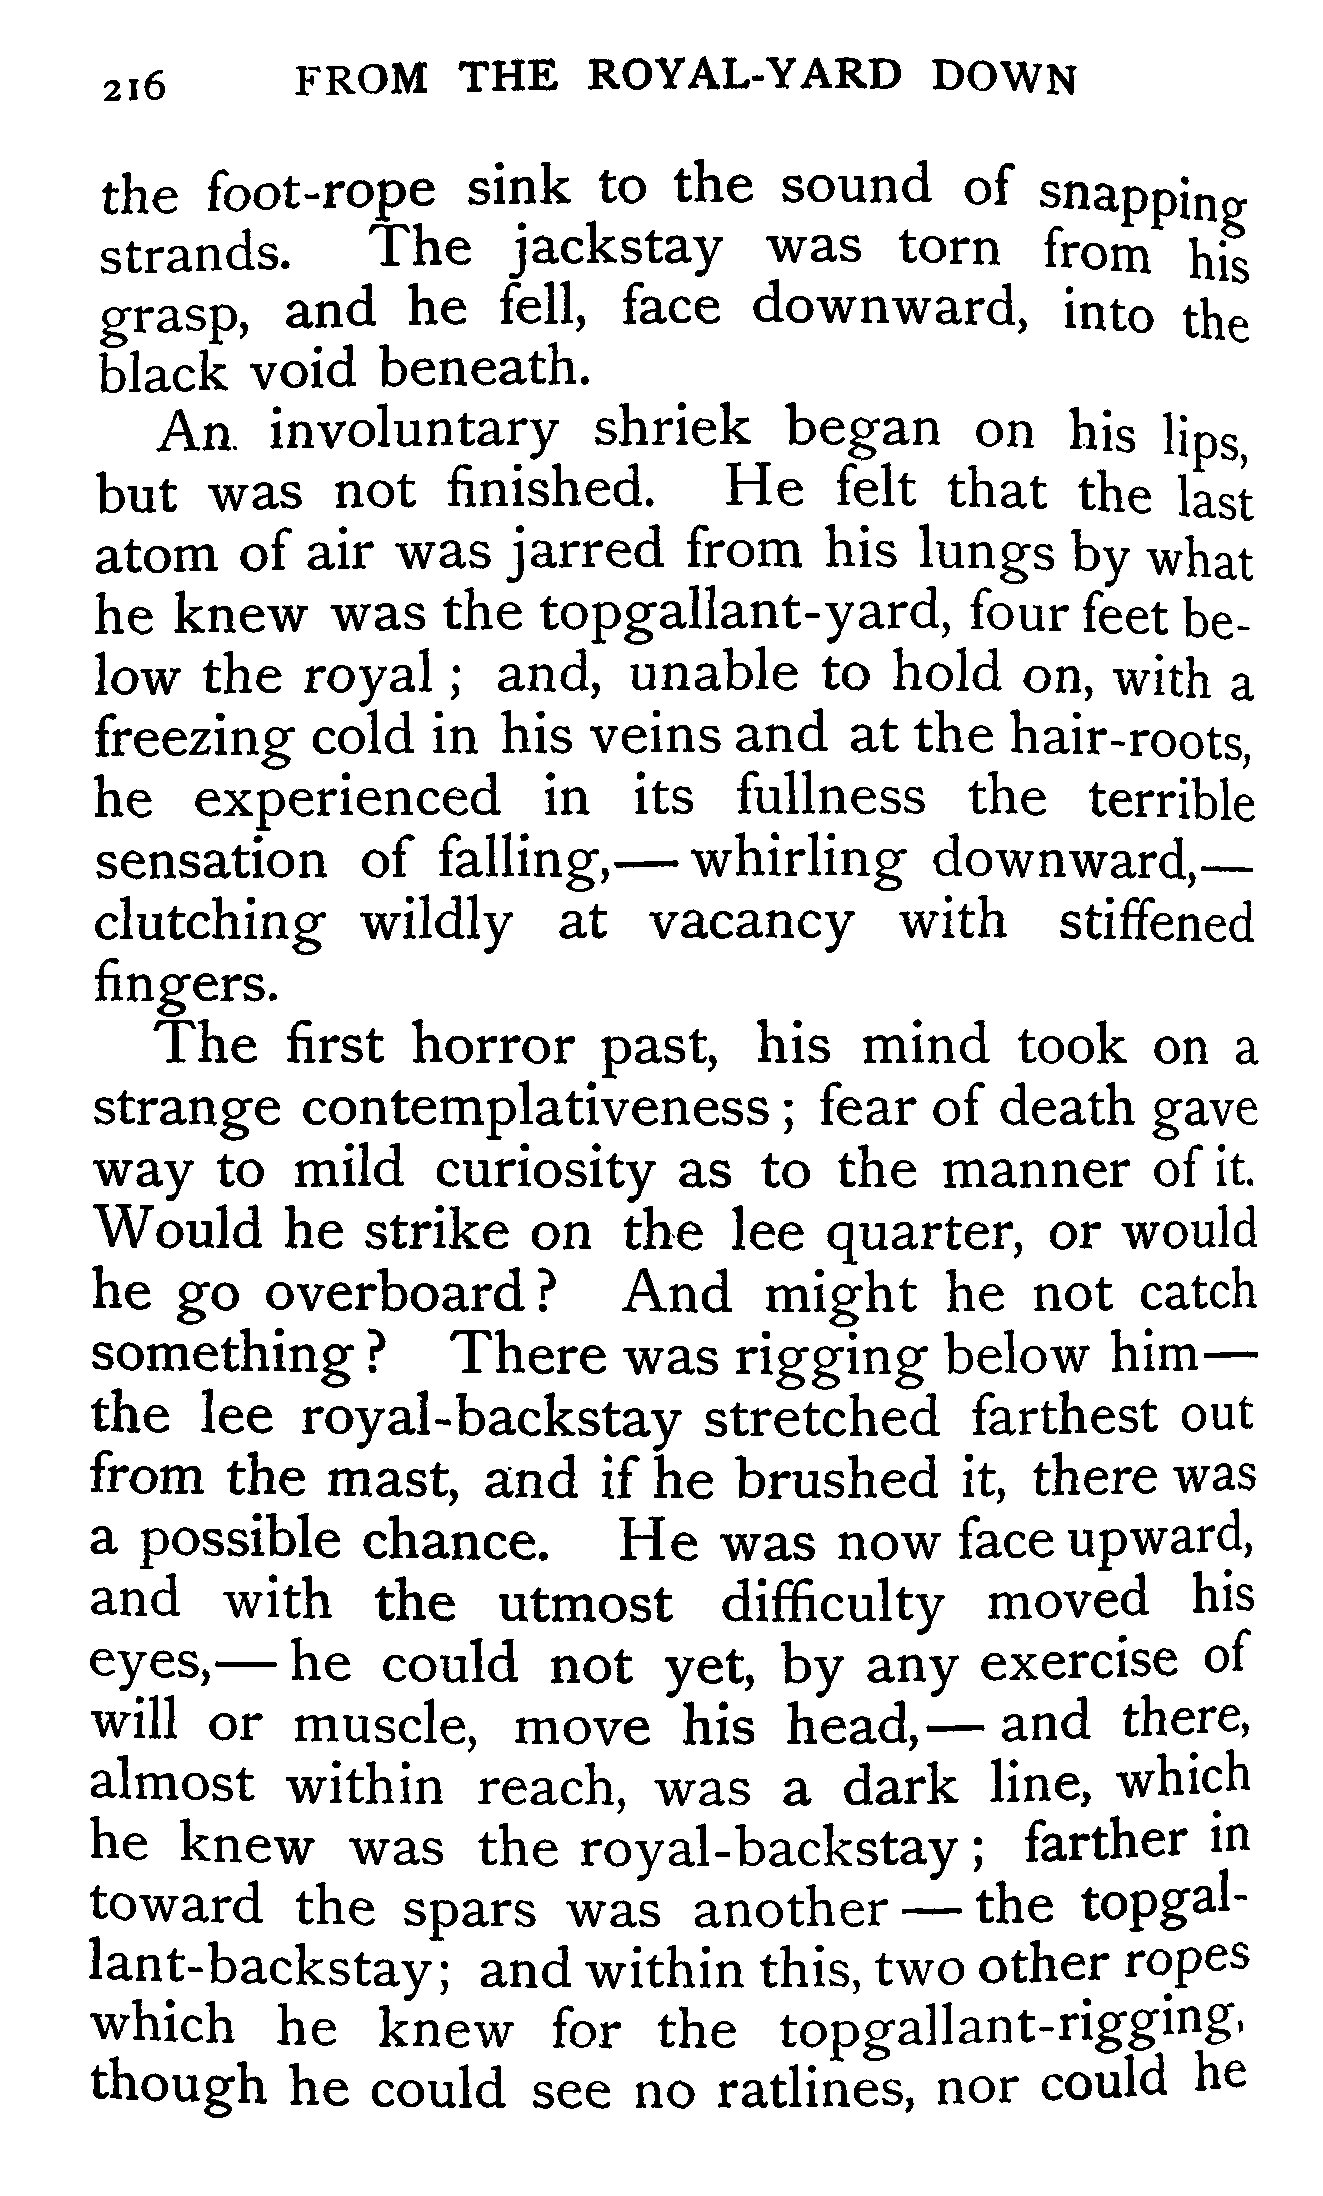 216 FROM THE ROYAL-YARD DOWN
the foot-rope sink to the sound of snapping
strands. The jackstay was torn from his
grasp, and he fell, face downward, into the
black void beneath.
An involuntary shriek began on his lips,
but was not finished. He felt that the last
atom of air was jarred from his lungs by what
he knew was the topgallant-yard, four feet be-
low the royal; and, unable to hold on, with a
freezing cold in his veins and at the hair-roots,
he experienced in its fullness the terrible
sensation of falling,—whirling downward,—
clutching wildly at vacancy with stiffened
fingers.
The first horror past, his mind took on a
strange contemplativeness; fear of death gave
way to mild curiosity as to the manner of it.
Would he strike on the lee quarter, or would
he go overboard? And might he not catch
something? There was rigging below him—
the lee royal-backstay stretched farthest out
from the mast, and if he brushed it, there was
a possible chance. He was now face upward,
and with the utmost difficulty moved his
eyes,—he could not yet, by any exercise of
will or muscle, move his head,—and there,
almost within reach, was a dark line, which
he knew was the royal-backstay; farther in
toward the spars was another—the topgal-
lant-backstay; and within this, two other ropes
which he knew for the topgallant-rigging,
though he could see no ratlines, nor could he